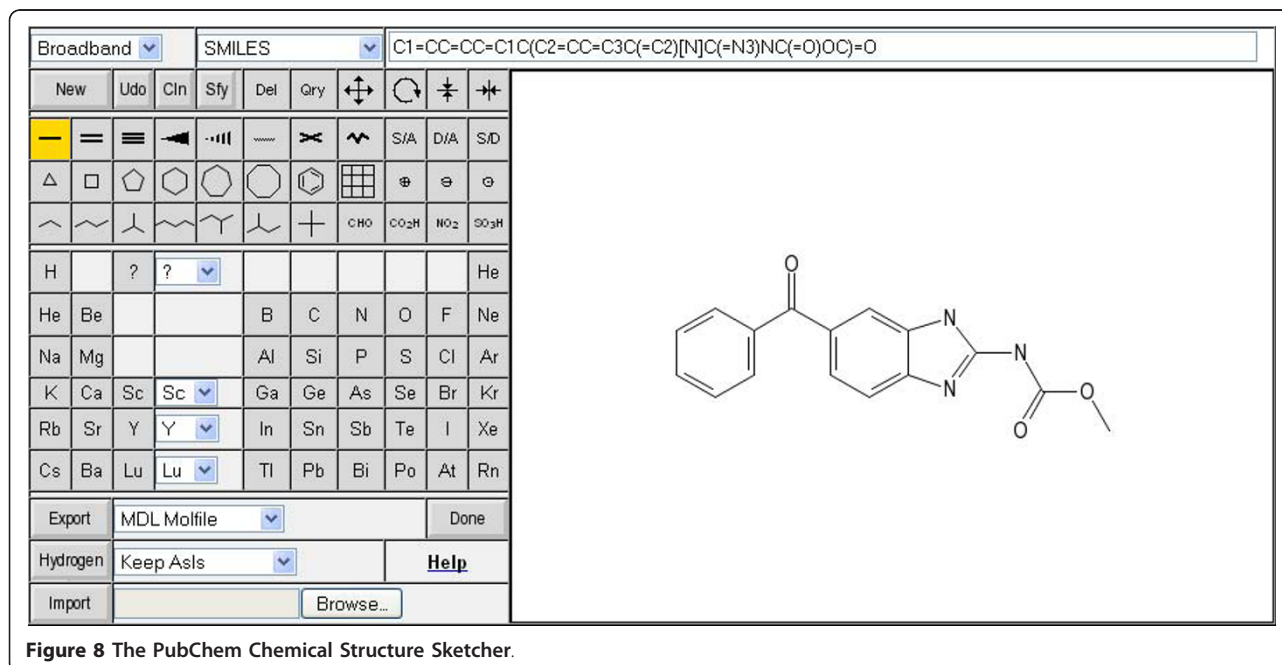 Broadband SMILES C1=CC=CC=C1C(C2=CC=C3C(=C2)[N]C(=N3)NC(=O)OC)=O
New Udo Cln Sfy Del Qry
S/A D/A S/D
CHO CO2H NO2 SO3H
H ? ? He
He Be B C N O F Ne
Na Mg Al Si P S Cl Ar
K Ca Sc Sc Ga Ge As Se Br Kr
Rb Sr Y Y In Sn Sb Te I Xe
Cs Ba Lu Lu Tl Pb Bi Po At Rn
Export MDL Molfile Done
Hydrogen Keep AsIs Help
Import Browse...
O
N
N
N
O
O
Figure 8 The PubChem Chemical Structure Sketcher.